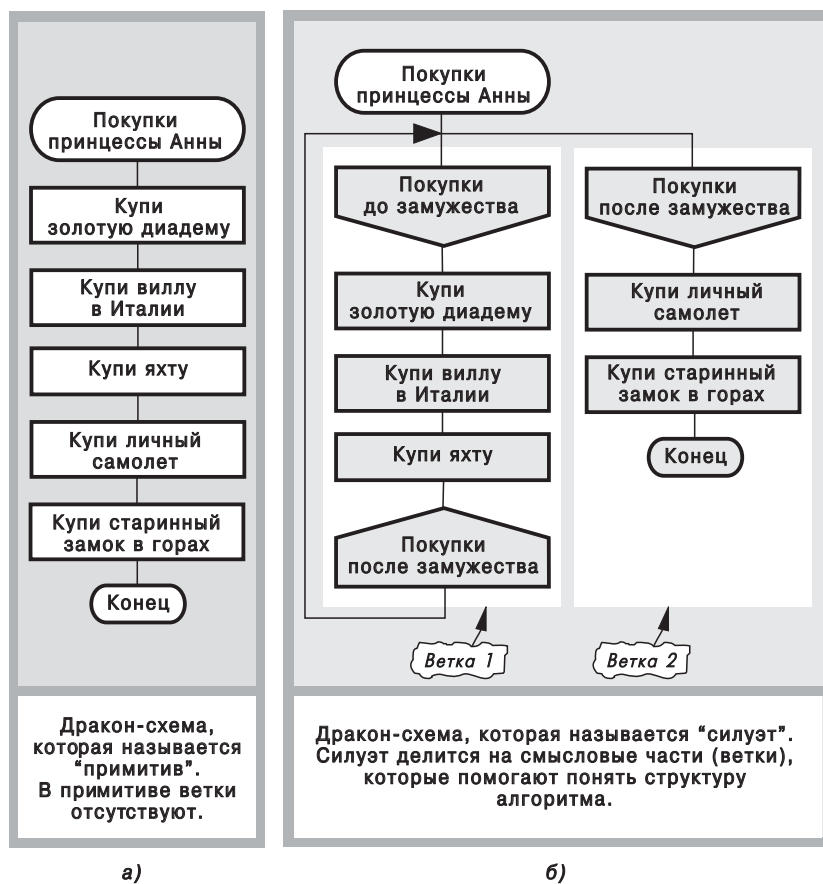 Покупки
принцессы Анны
Купи
золотую диадему
Купи виллу
в Италии
Купи яхту
Купи личный
самолет
Купи старинный
замок в горах
Конец
Дракон-схема,
которая называется
“примитив”.
В примитиве ветки
отсутствуют.
а)
Покупки
принцессы Анны
Покупки
до замужества
Купи
золотую диадему
Купи виллу
в Италии
Купи яхту
Покупки
после замужества
Ветка 1
Покупки
после замужества
Купи личный
самолет
Купи старинный
замок в горах
Конец
Ветка 2
Дракон-схема, которая называется “силуэт”.
Силуэт делится на смысловые части (ветки),
которые помогают понять структуру
алгоритма.
б)